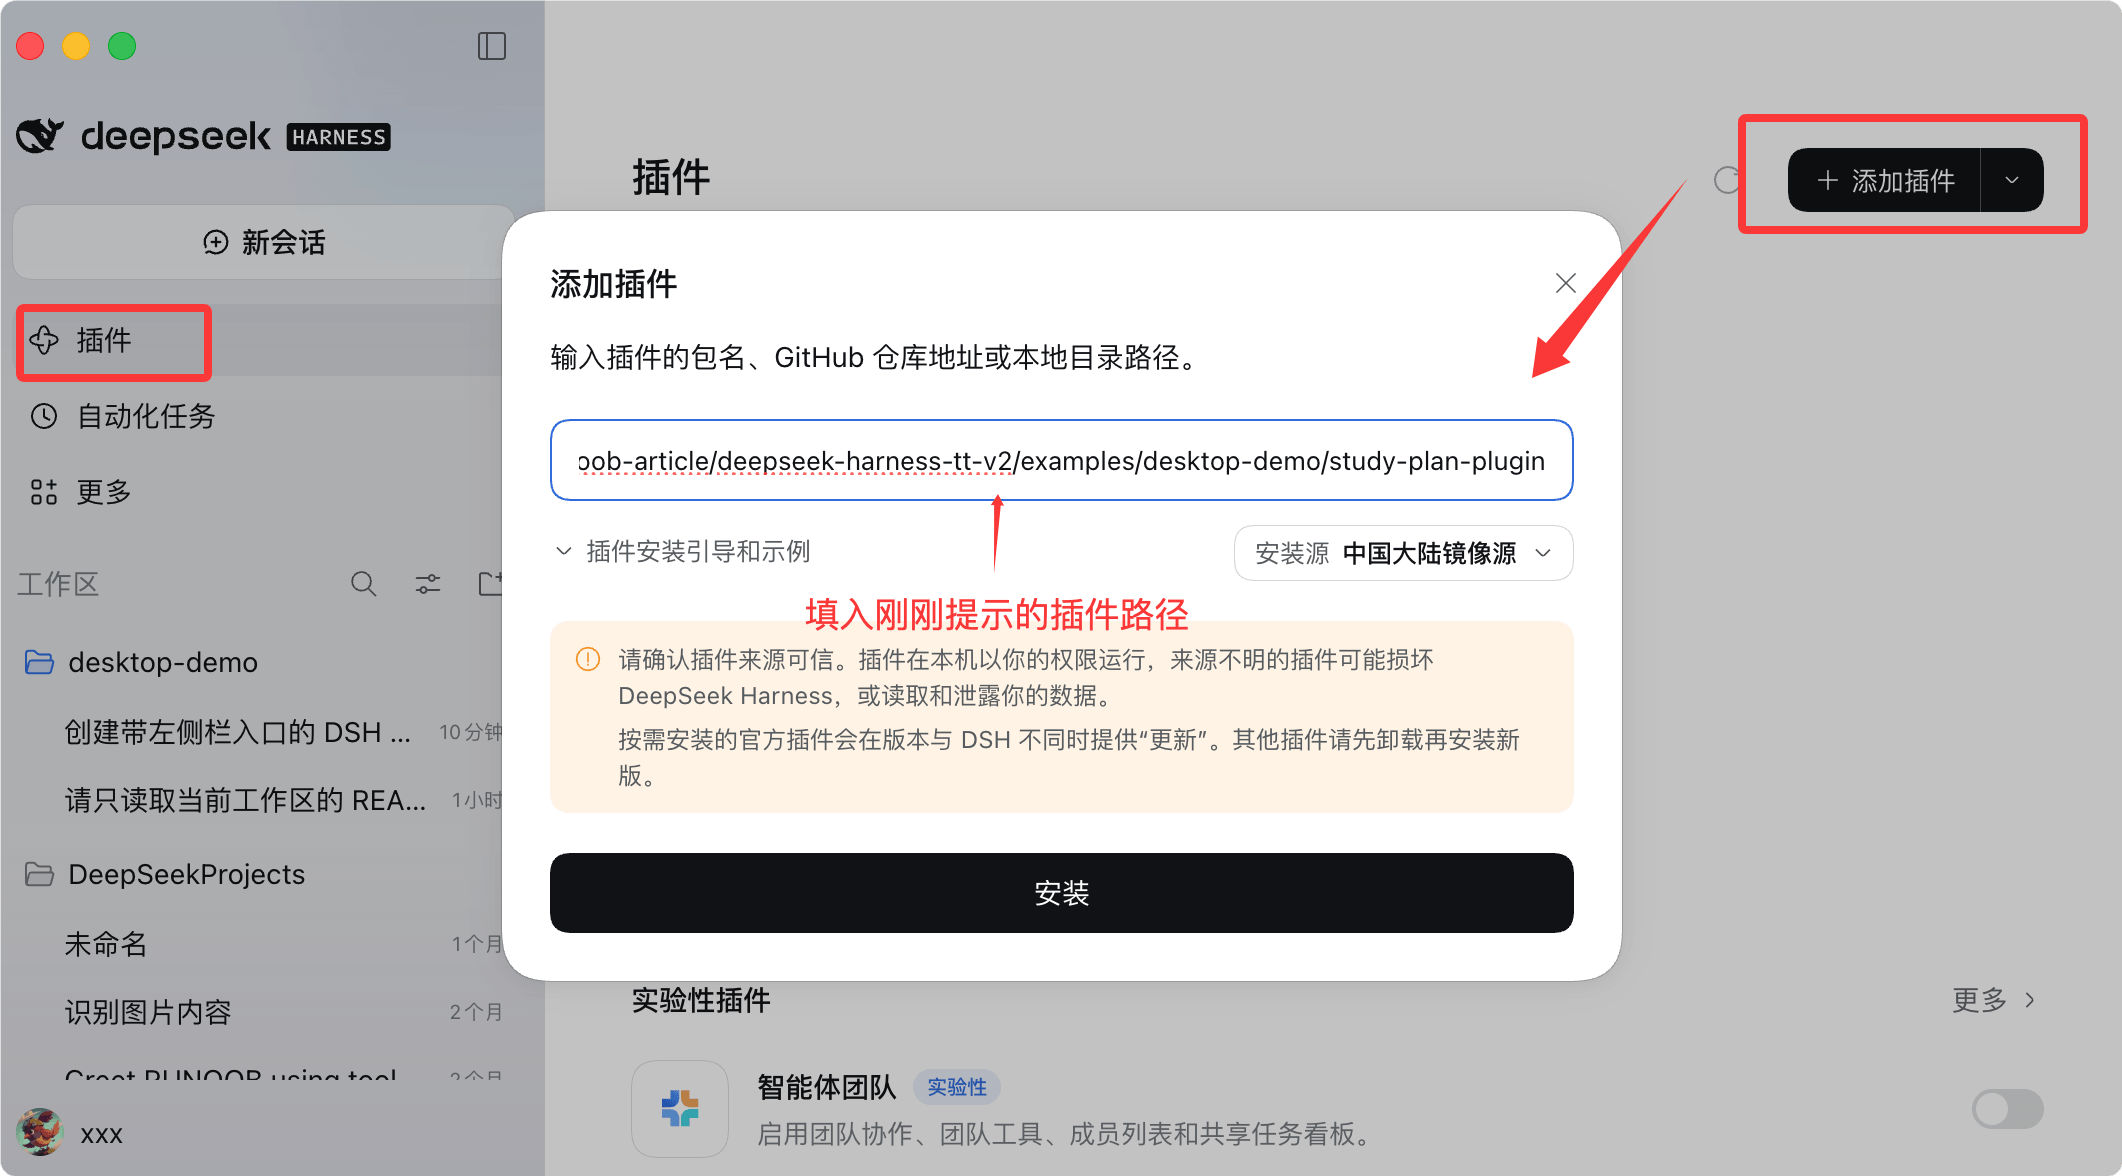 deepseek HARNESS
新会话
插件
自动化任务
更多
工作区
desktop-demo
创建带左侧栏入口的 DSH ... 10 分钟
请只读取当前工作区的 REA... 1 小时
DeepSeekProjects
未命名 1 个月
识别图片内容 2 个月
Greet RUNOOB using tool 2 个月
xxx
插件
添加插件
添加插件
输入插件的包名、GitHub 仓库地址或本地目录路径。
oob-article/deepseek-harness-tt-v2/examples/desktop-demo/study-plan-plugin
插件安装引导和示例
安装源 中国大陆镜像源
填入刚刚提示的插件路径
请确认插件来源可信。插件在本机以你的权限运行，来源不明的插件可能损坏
DeepSeek Harness，或读取和泄露你的数据。
按需安装的官方插件会在版本与 DSH 不同时提供“更新”。其他插件请先卸载再安装新
版。
安装
实验性插件
更多
智能体团队 实验性
启用团队协作、团队工具、成员列表和共享任务看板。